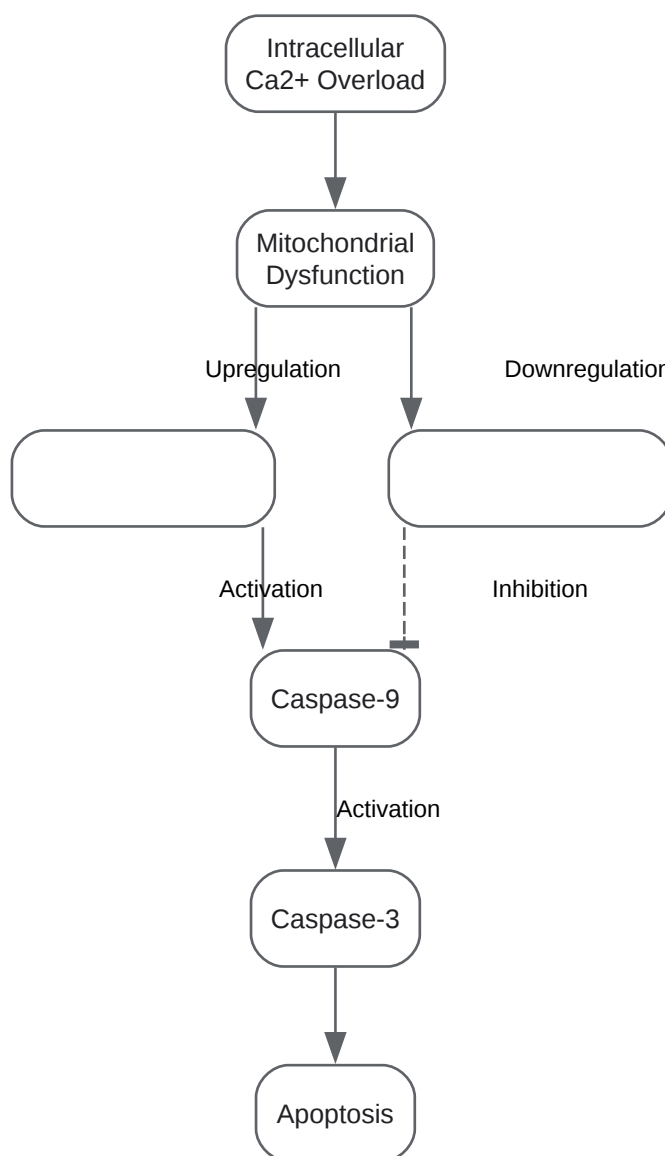 Intracellular
Ca2+ Overload
Mitochondrial
Dysfunction
Upregulation
Downregulation
Activation
Inhibition
Caspase-9
Activation
Caspase-3
Apoptosis